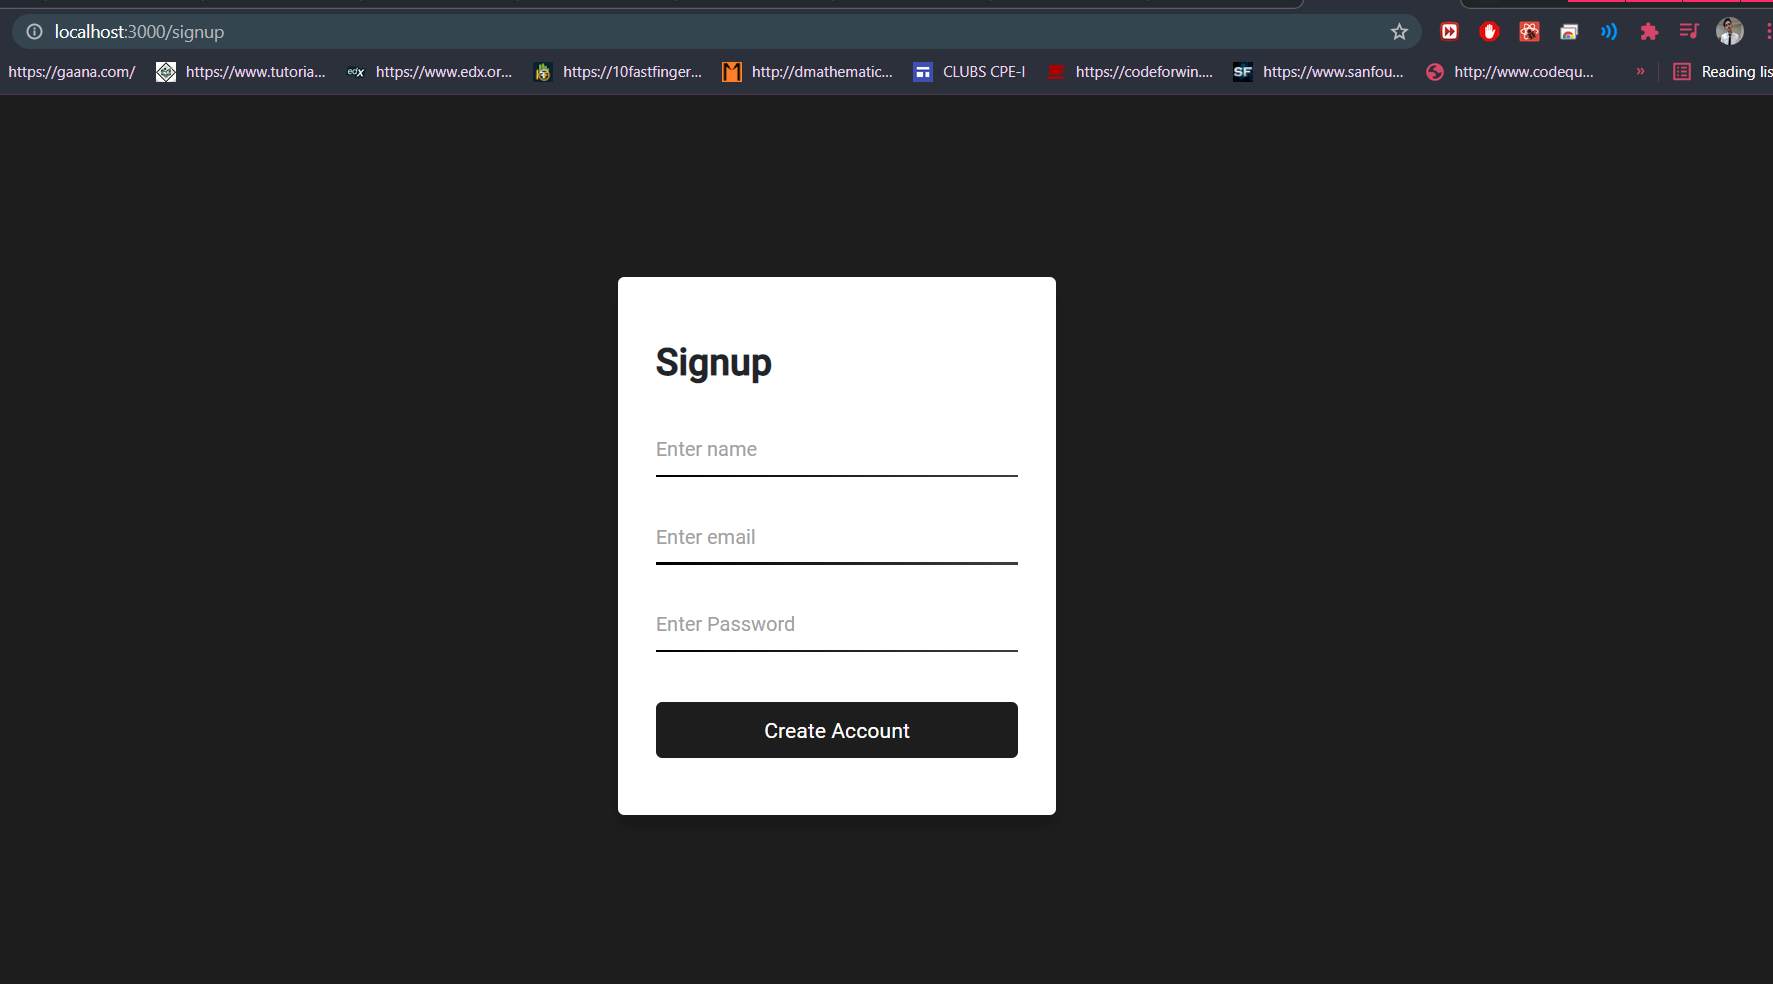 localhost:3000/signup
https://gaana.com/ https://www.tutoria... edX https://www.edx.or... https://10fastfinger... M http://dmathematic... CLUBS CPE-I https://codeforwin.... SF https://www.sanfou... http://www.codequ... » Reading lis
Signup
Enter name
Enter email
Enter Password
Create Account